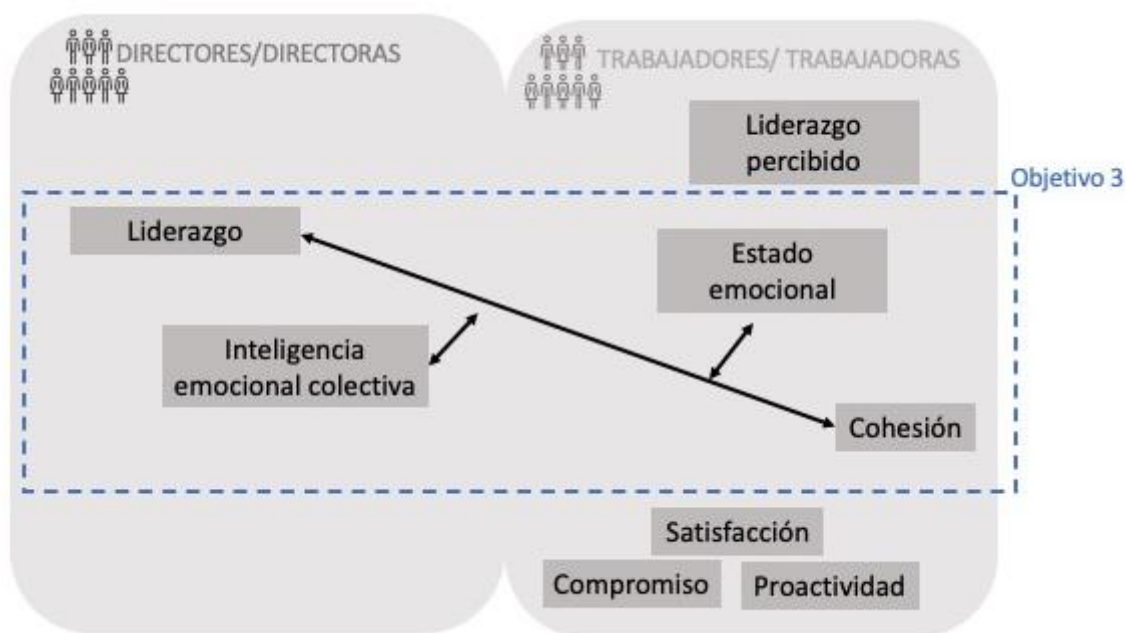 DIRECTORES/DIRECTORAS
TRABAJADORES/ TRABAJADORAS
Liderazgo
percibido
Objetivo 3
Liderazgo
Estado
emocional
Inteligencia
emocional colectiva
Cohesión
Satisfacción
Compromiso
Proactividad